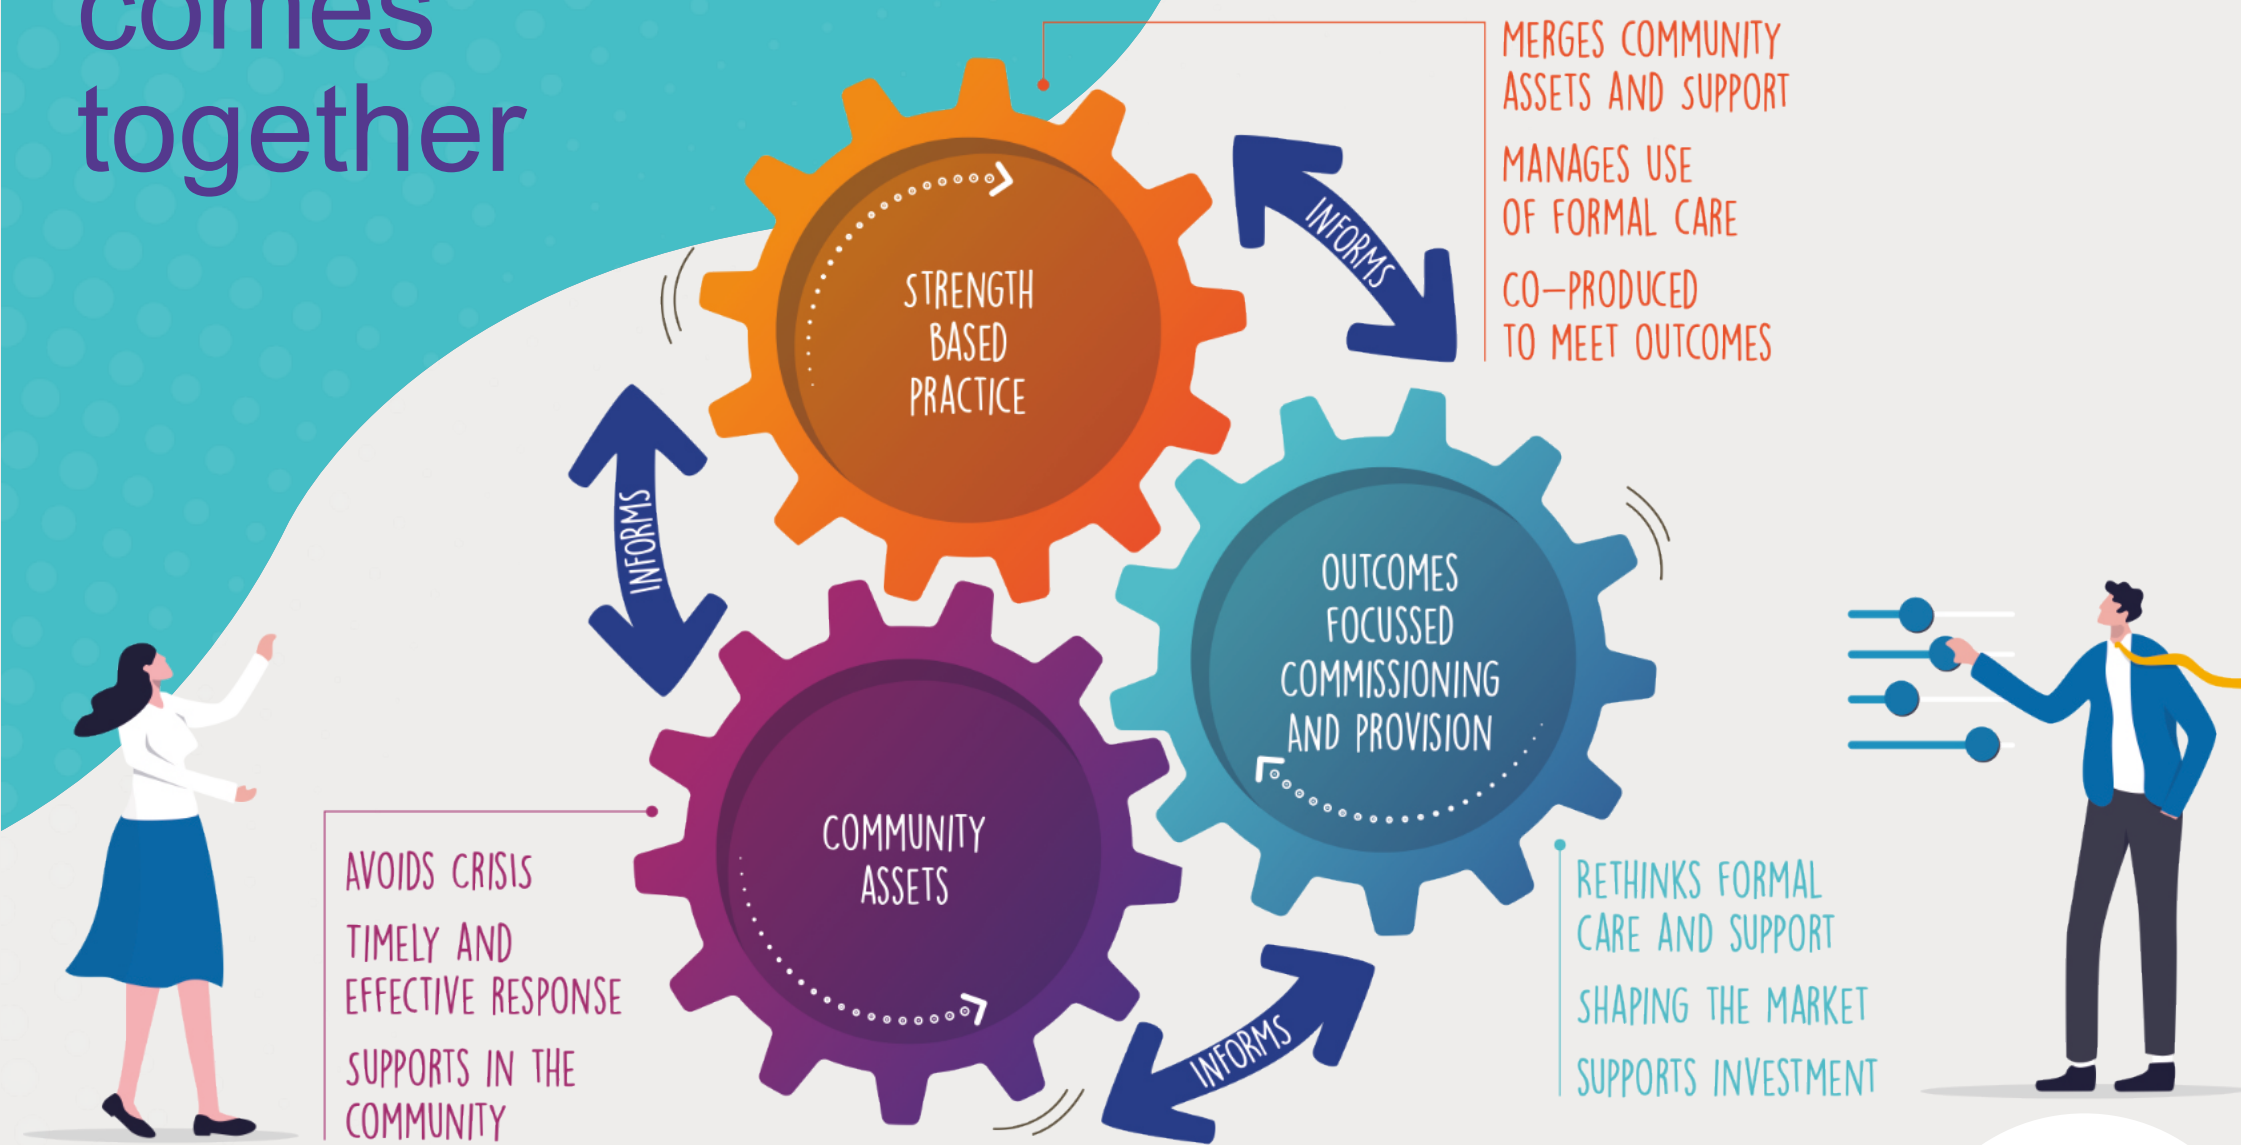 comes
together
MERGES COMMUNITY
ASSETS AND SUPPORT
MANAGES USE
OF FORMAL CARE
CO-PRODUCED
TO MEET OUTCOMES
INFORMS
STRENGTH
BASED
PRACTICE
INFORMS
OUTCOMES
FOCUSSED
COMMISSIONING
AND PROVISION
COMMUNITY
ASSETS
AVOIDS CRISIS
TIMELY AND
EFFECTIVE RESPONSE
SUPPORTS IN THE
COMMUNITY
INFORMS
RETHINKS FORMAL
CARE AND SUPPORT
SHAPING THE MARKET
SUPPORTS INVESTMENT